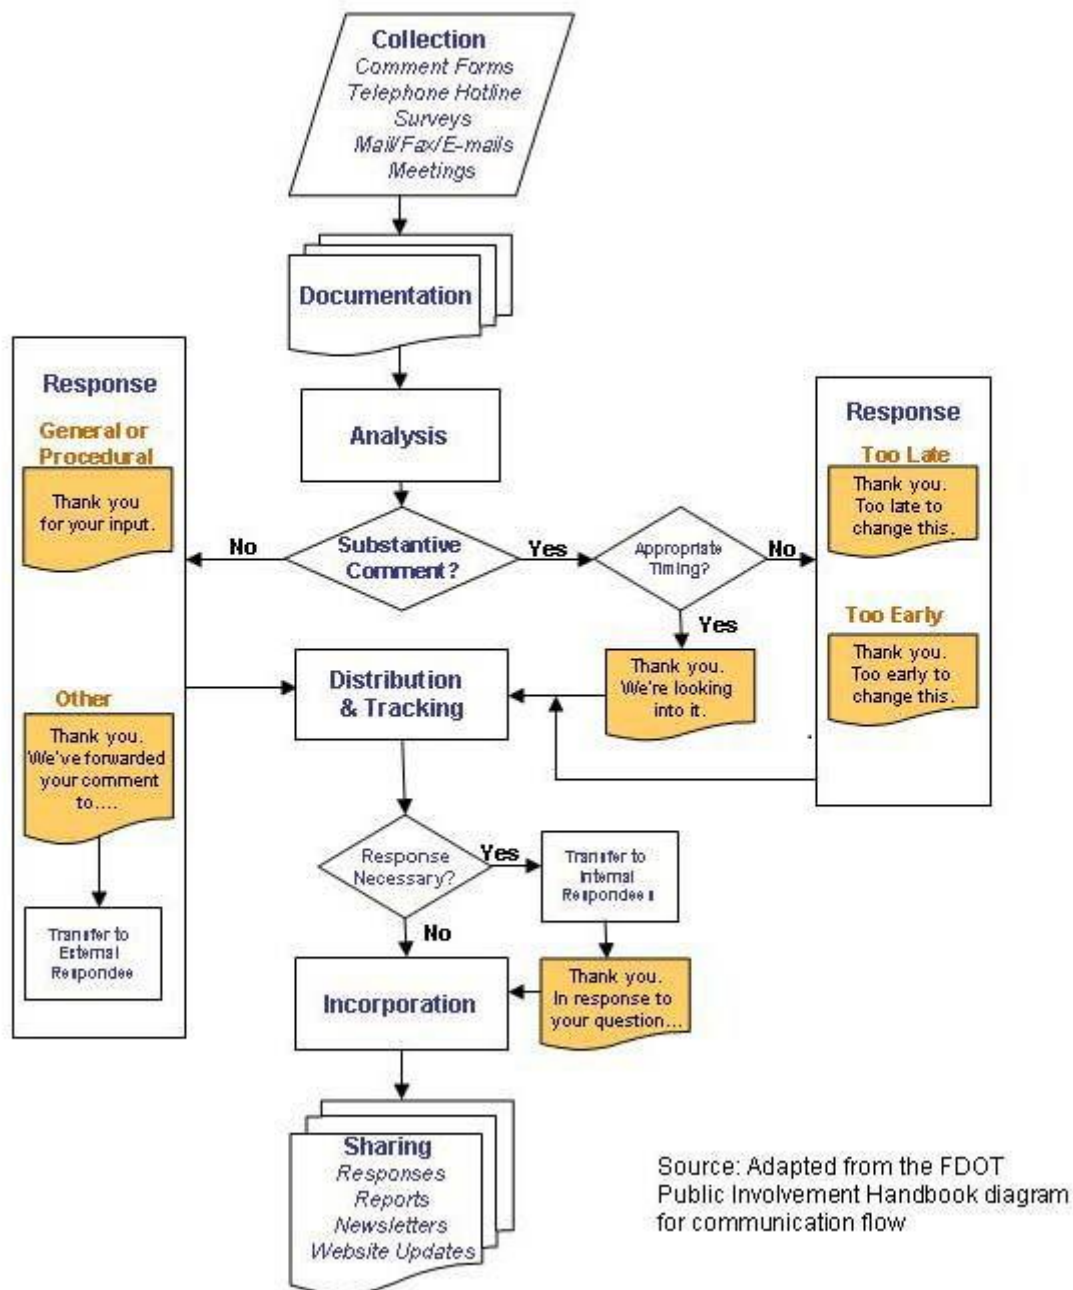 Collection
Comment Forms
Telephone Hotline
Surveys
Mail/Fax/E-mails
Meetings
Documentation
Analysis
Substantive
Comment?
No
Yes
Response
General or
Procedural
Thank you
for your input.
Other
Thank you.
We've forwarded
your comment
to....
Transfer to
External
Respondee
Appropriate
Timing?
No
Yes
Response
Too Late
Thank you.
Too late to
change this.
Too Early
Thank you.
Too early to
change this.
Thank you.
We're looking
into it.
Distribution
& Tracking
Response
Necessary?
Yes
No
Transfer to
Internal
Respondees
Thank you.
In response to
your question...
Incorporation
Sharing
Responses
Reports
Newsletters
Website Updates
Source: Adapted from the FDOT
Public Involvement Handbook diagram
for communication flow